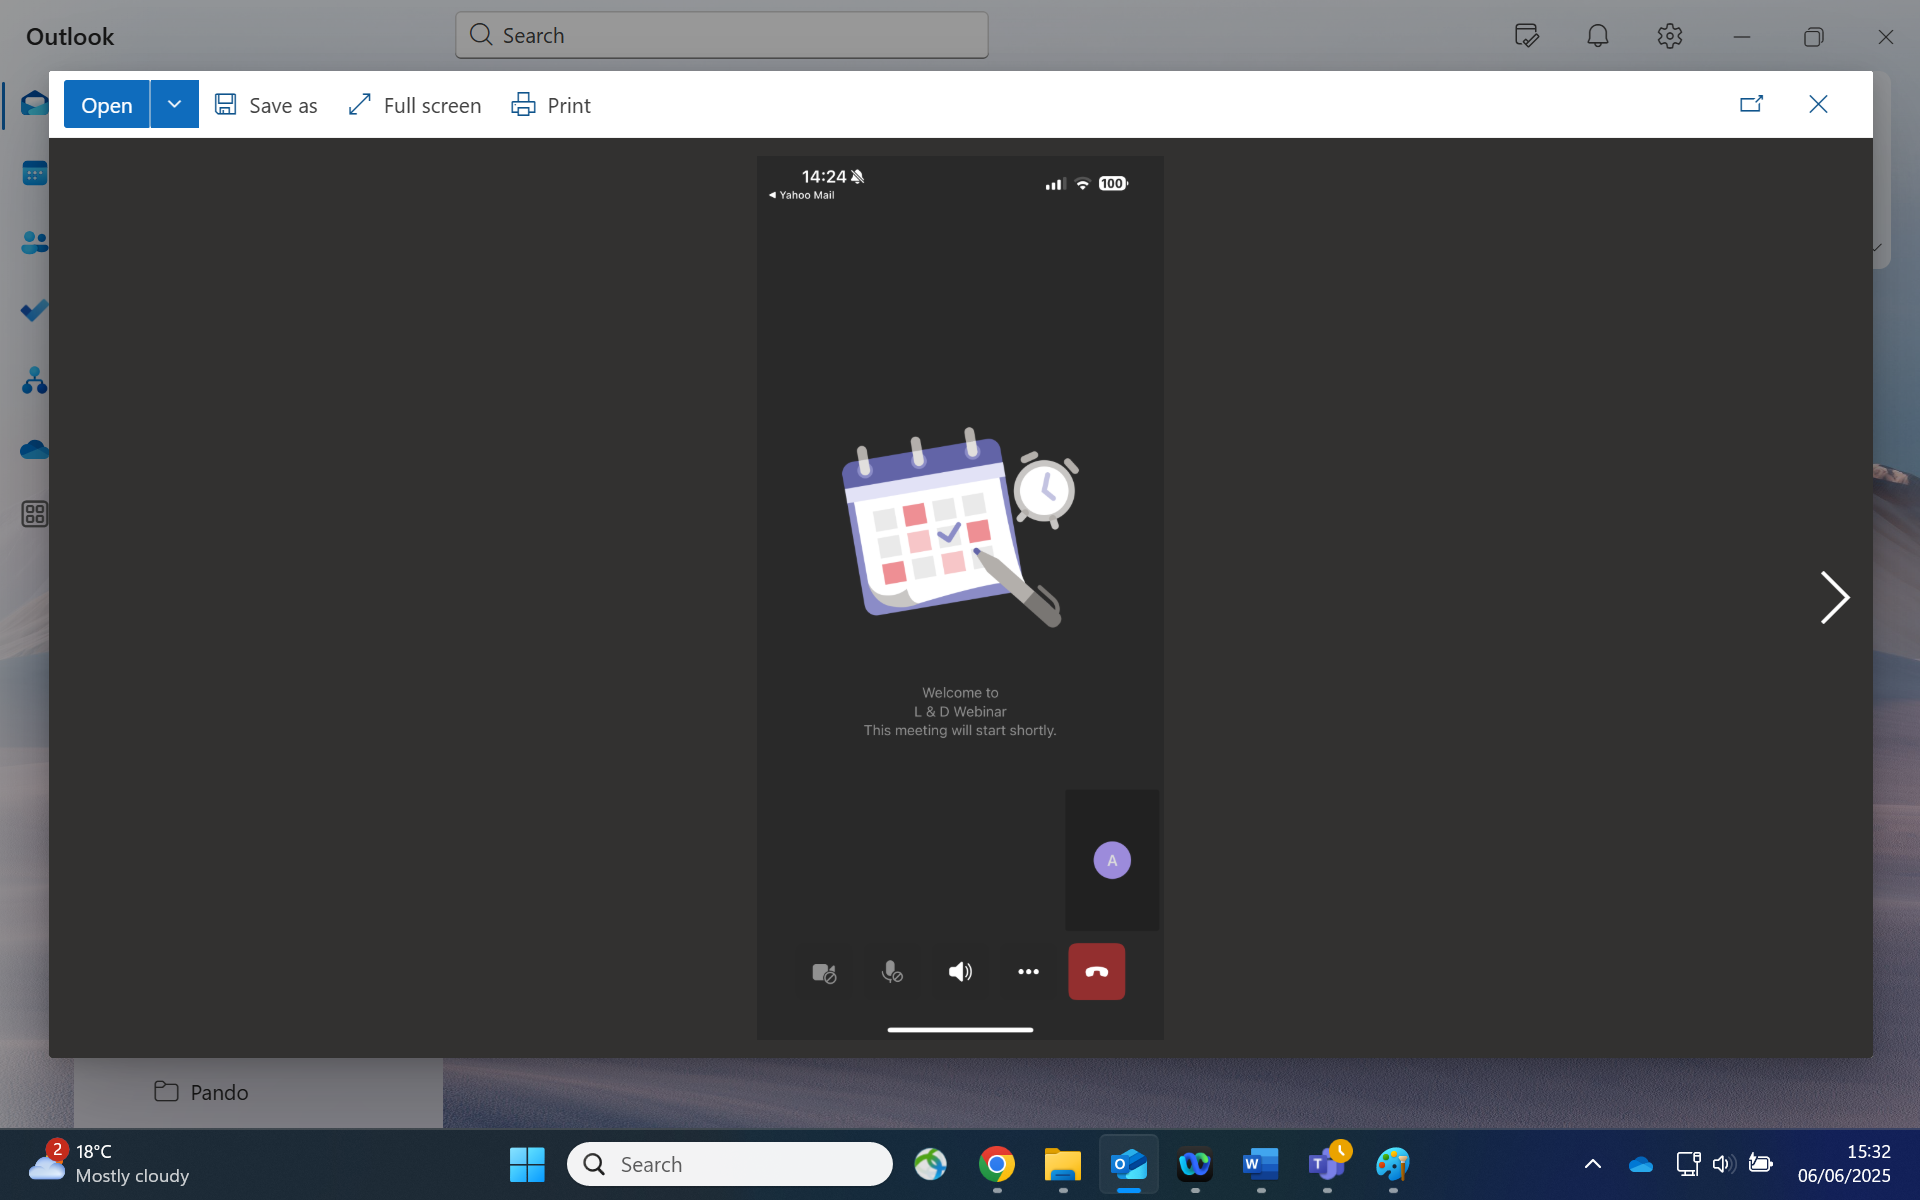 Outlook
Search
Open
Save as
Full screen
Print
14:24
Yahoo Mail
100
Welcome to
L & D Webinar
This meeting will start shortly.
A
Pando
2
18°C
Mostly cloudy
Search
15:32
06/06/2025